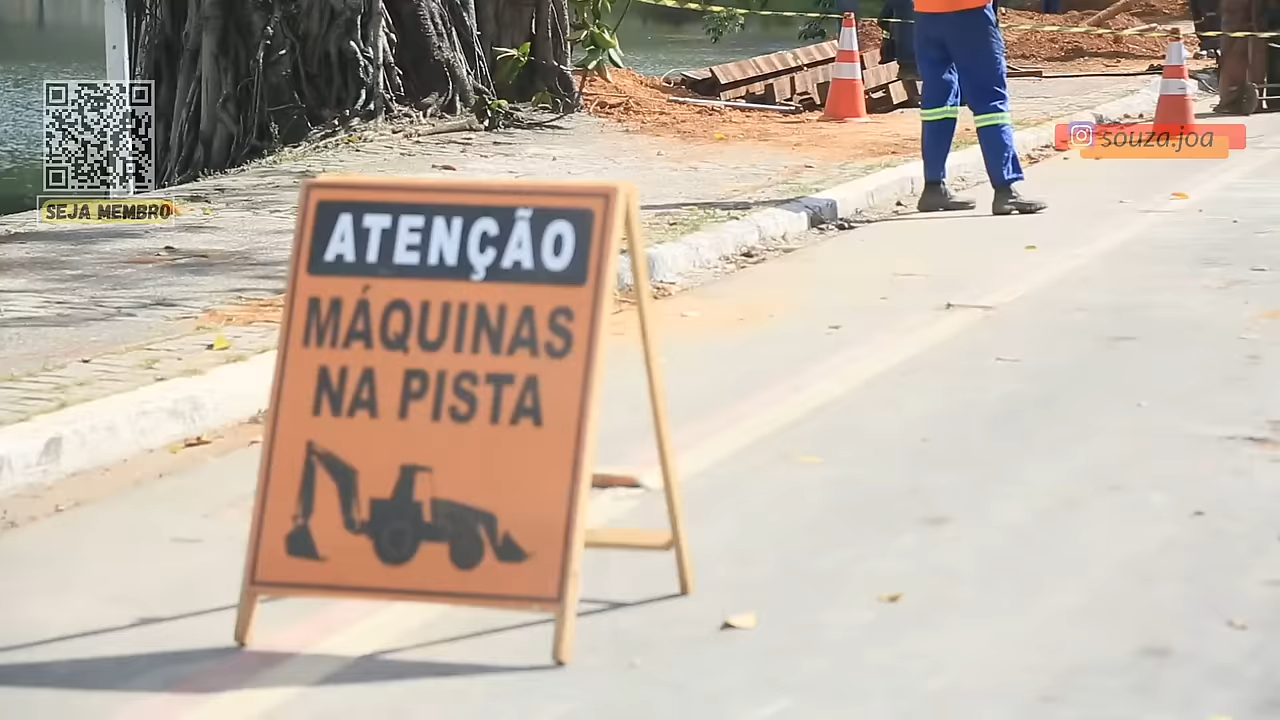 SEJA MEMBRO
souza.joa
ATENÇÃO
MÁQUINAS
NA PISTA